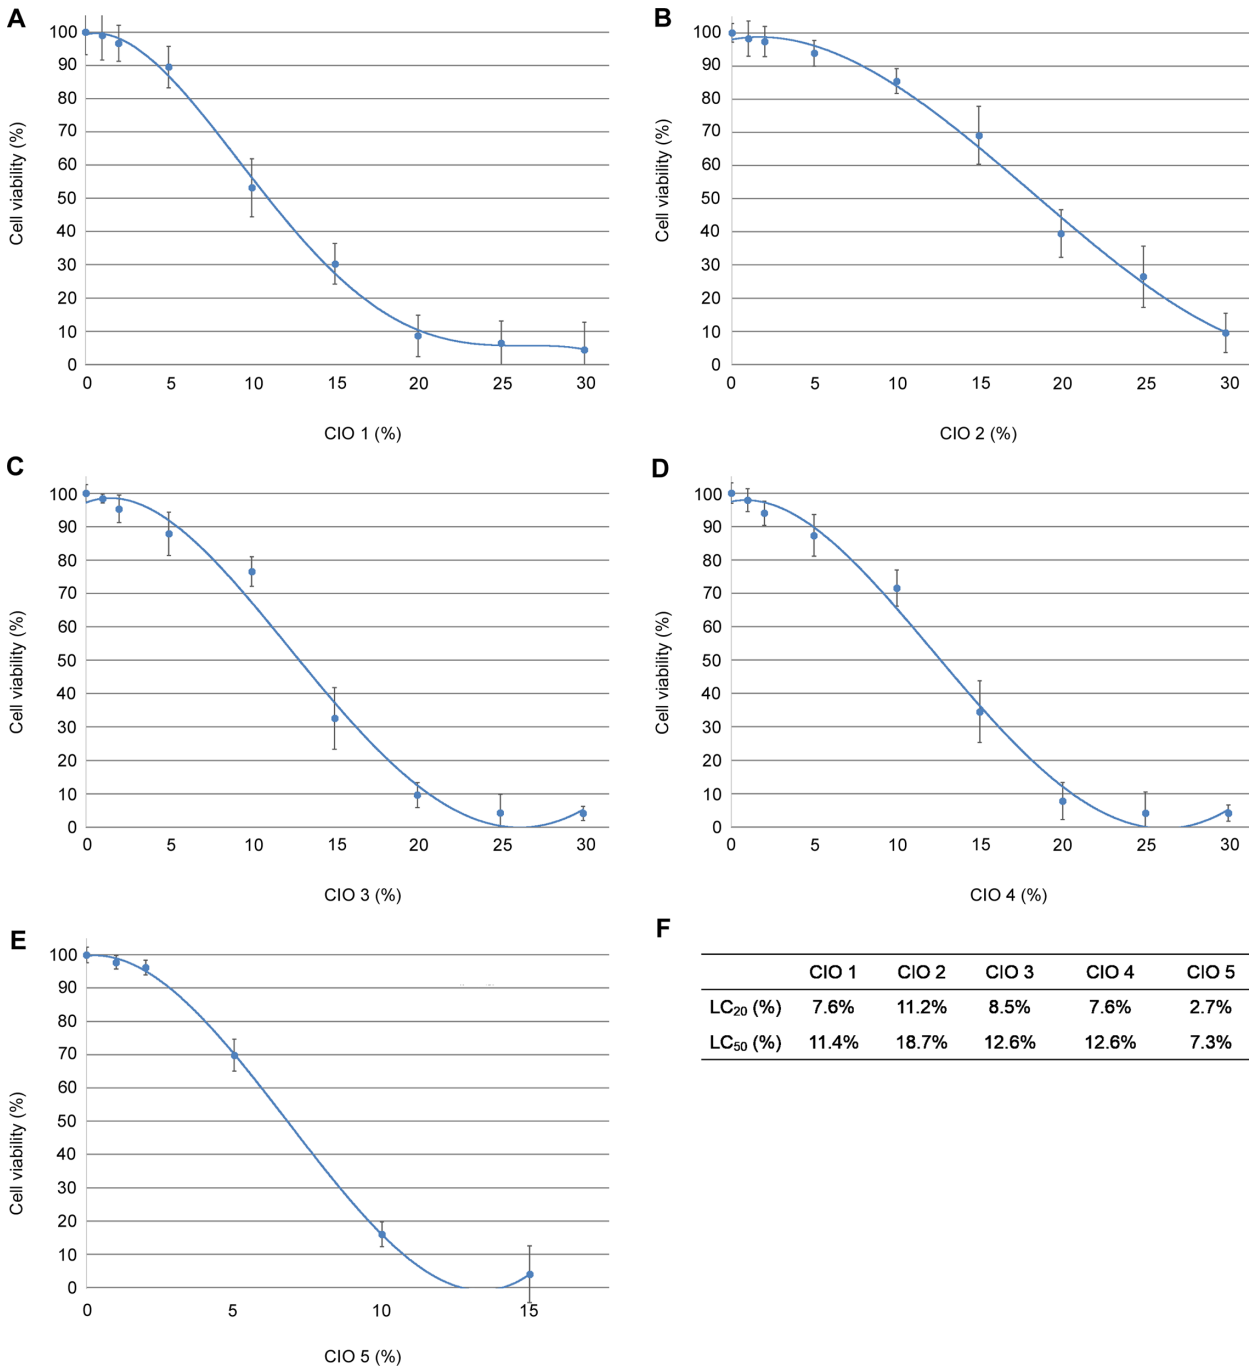 A
100
90
80
70
60
50
40
30
20
10
0
Cell viability (%)
0 5 10 15 20 25 30
CIO 1 (%)
B
100
90
80
70
60
50
40
30
20
10
0
Cell viability (%)
0 5 10 15 20 25 30
CIO 2 (%)
C
100
90
80
70
60
50
40
30
20
10
0
Cell viability (%)
0 5 10 15 20 25 30
CIO 3 (%)
D
100
90
80
70
60
50
40
30
20
10
0
Cell viability (%)
0 5 10 15 20 25 30
CIO 4 (%)
E
100
90
80
70
60
50
40
30
20
10
0
Cell viability (%)
0 5 10 15
CIO 5 (%)
F
CIO 1 CIO 2 CIO 3 CIO 4 CIO 5
LC₂₀ (%) 7.6% 11.2% 8.5% 7.6% 2.7%
LC₅₀ (%) 11.4% 18.7% 12.6% 12.6% 7.3%